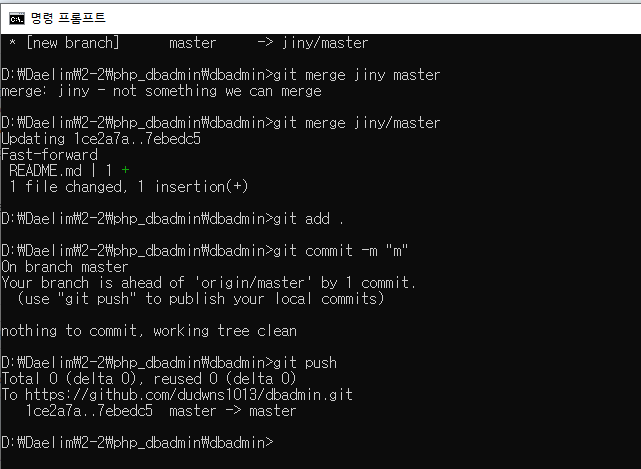 명령 프롬프트
* [new branch]      master     -> jiny/master
D:₩Daelim₩2-2₩php_dbadmin₩dbadmin>git merge jiny master
merge: jiny - not something we can merge
D:₩Daelim₩2-2₩php_dbadmin₩dbadmin>git merge jiny/master
Updating 1ce2a7a..7ebedc5
Fast-forward
README.md | 1 +
1 file changed, 1 insertion(+)
D:₩Daelim₩2-2₩php_dbadmin₩dbadmin>git add .
D:₩Daelim₩2-2₩php_dbadmin₩dbadmin>git commit -m "m"
On branch master
Your branch is ahead of 'origin/master' by 1 commit.
(use "git push" to publish your local commits)
nothing to commit, working tree clean
D:₩Daelim₩2-2₩php_dbadmin₩dbadmin>git push
Total 0 (delta 0), reused 0 (delta 0)
To https://github.com/dudwns1013/dbadmin.git
1ce2a7a..7ebedc5  master -> master
D:₩Daelim₩2-2₩php_dbadmin₩dbadmin>